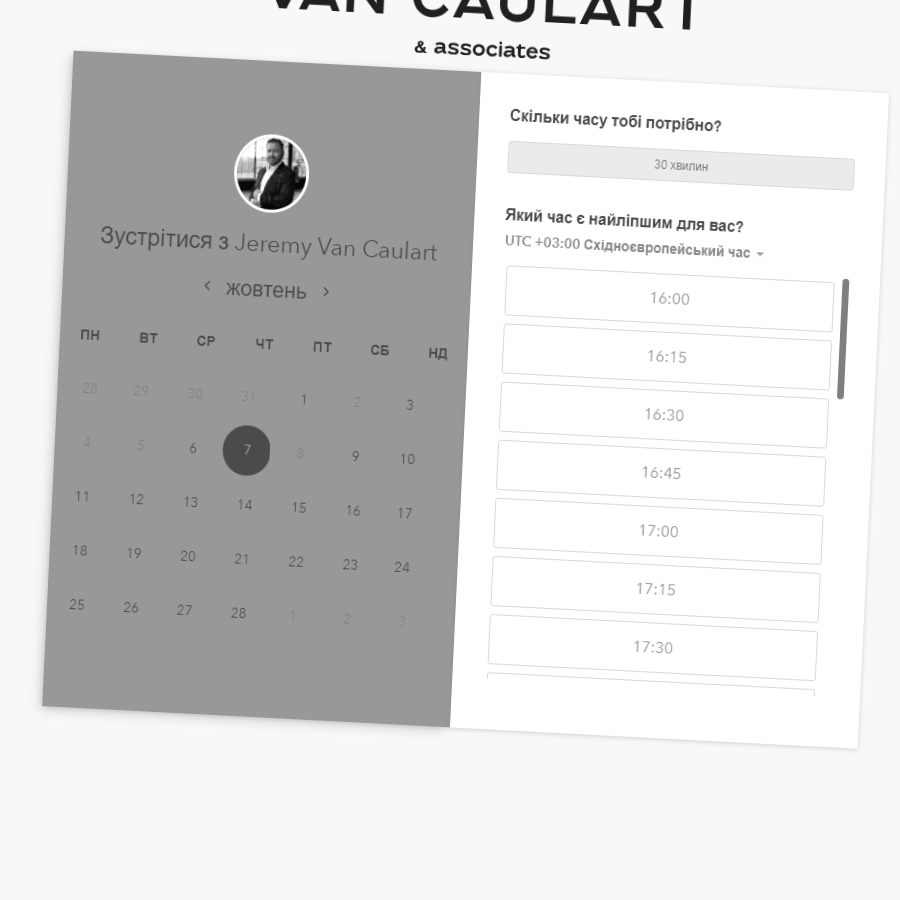 VAN CAULART
& associates
Зустрітися з Jeremy Van Caulart
жовтень
ПН ВТ СР ЧТ ПТ СБ НД
28 29 30 31 1 2 3
4 5 6 7 8 9 10
11 12 13 14 15 16 17
18 19 20 21 22 23 24
25 26 27 28 1 2 3
Скільки часу тобі потрібно?
30 хвилин
Який час є найліпшим для вас?
UTC +03:00 Східноєвропейський час
16:00
16:15
16:30
16:45
17:00
17:15
17:30